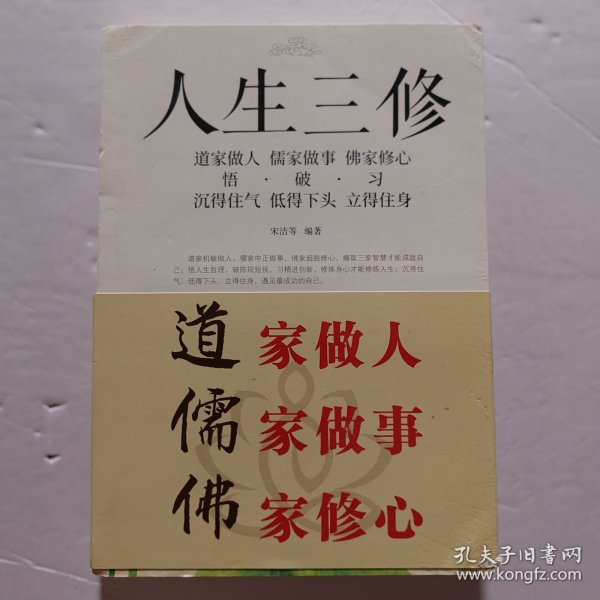 人生三修
道家做人 儒家做事 佛家修心
悟·破·习
沉得住气 低得下头 立得住身
宋洁等 编著
道家机敏做人，儒家中正做事，佛家超脱修心，撷取三家智慧才能成就自
己；悟人生哲理，破陈规短视，习精进创新，修炼身心才能修炼人生；沉得住
气，低得下头，立得住身，遇见最成功的自己。
道家做人
儒家做事
佛家修心
孔夫子旧书网
www.kongfz.com